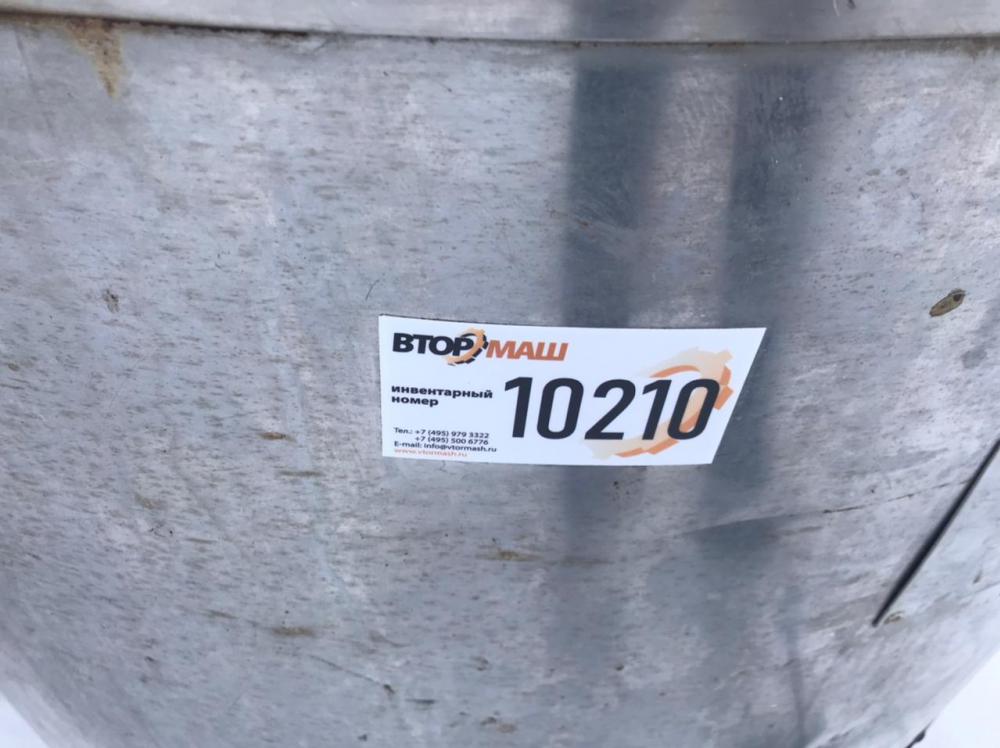 ВТОРМАШ
инвентарный
номер
10210
Тел.: +7 (495) 979 3322
+7 (495) 500 6776
E-mail: info@vtormash.ru
www.vtormash.ru